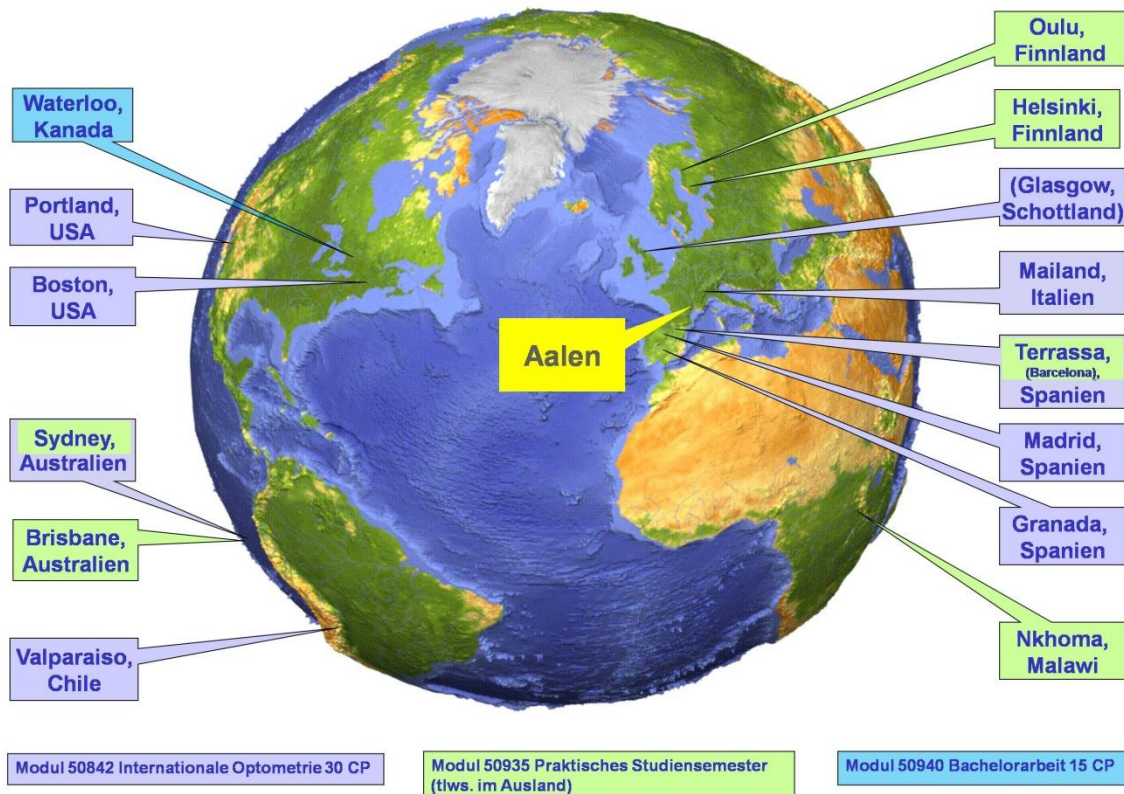 Waterloo,
Kanada
Portland,
USA
Boston,
USA
Sydney,
Australien
Brisbane,
Australien
Valparaiso,
Chile
Aalen
Oulu,
Finnland
Helsinki,
Finnland
(Glasgow,
Schottland)
Mailand,
Italien
Terrassa,
(Barcelona),
Spanien
Madrid,
Spanien
Granada,
Spanien
Nkhoma,
Malawi
Modul 50842 Internationale Optometrie 30 CP
Modul 50935 Praktisches Studiensemester
(tlws. im Ausland)
Modul 50940 Bachelorarbeit 15 CP